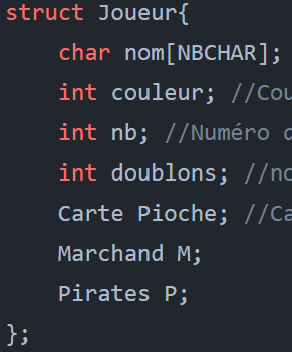 struct Joueur{
char nom[NBCHAR];
int couleur; //Cou
int nb; //Numéro
int doublons; //no
Carte Pioche; //Ca
Marchand M;
Pirates P;
};